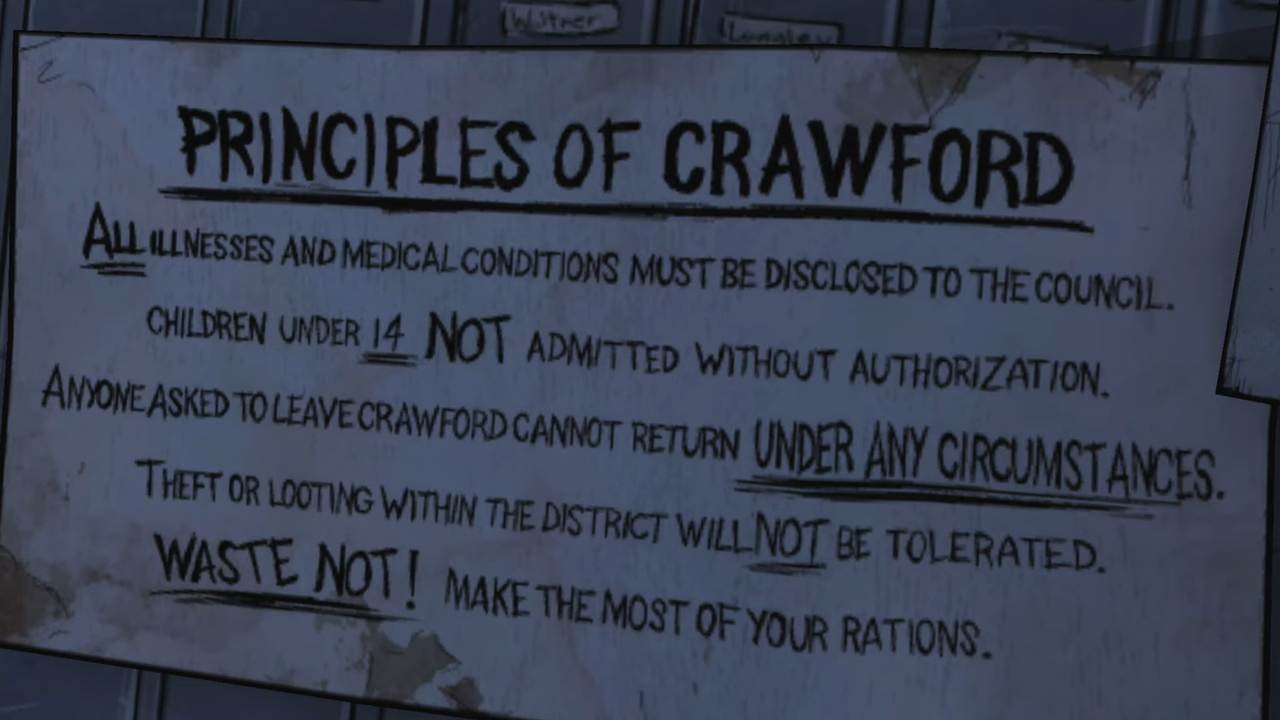 Witner
Langley
PRINCIPLES OF CRAWFORD
ALL ILLNESSES AND MEDICAL CONDITIONS MUST BE DISCLOSED TO THE COUNCIL.
CHILDREN UNDER 14 NOT ADMITTED WITHOUT AUTHORIZATION.
ANYONE ASKED TO LEAVE CRAWFORD CANNOT RETURN UNDER ANY CIRCUMSTANCES.
THEFT OR LOOTING WITHIN THE DISTRICT WILL NOT BE TOLERATED.
WASTE NOT! MAKE THE MOST OF YOUR RATIONS.